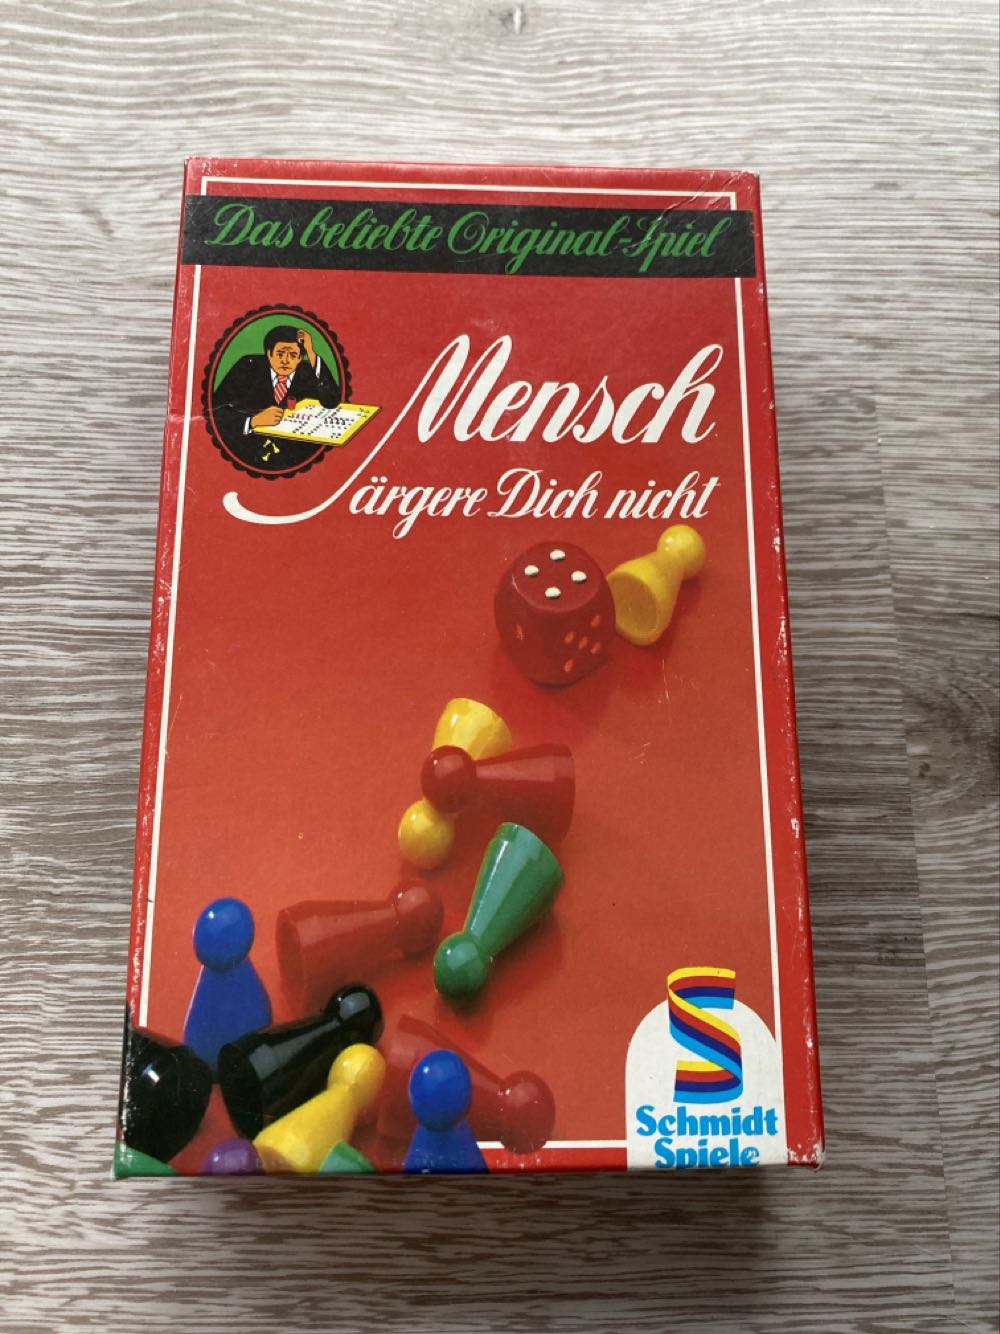 Das beliebte Original-Spiel
Mensch
ärgere Dich nicht
Schmidt
Spiele